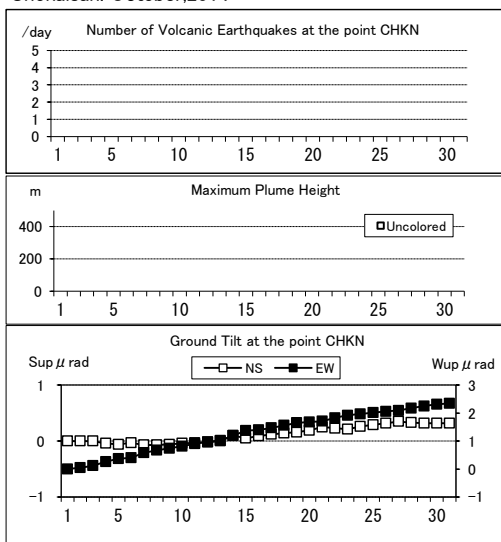 /day Number of Volcanic Earthquakes at the point CHKN
5
4
3
2
1
0
1 5 10 15 20 25 30
m Maximum Plume Height
400
Uncolored
200
0
1 5 10 15 20 25 30
Ground Tilt at the point CHKN
Sup μ rad Wup μ rad
NS EW
1 3
2
0 1
0
-1 -1
1 5 10 15 20 25 30